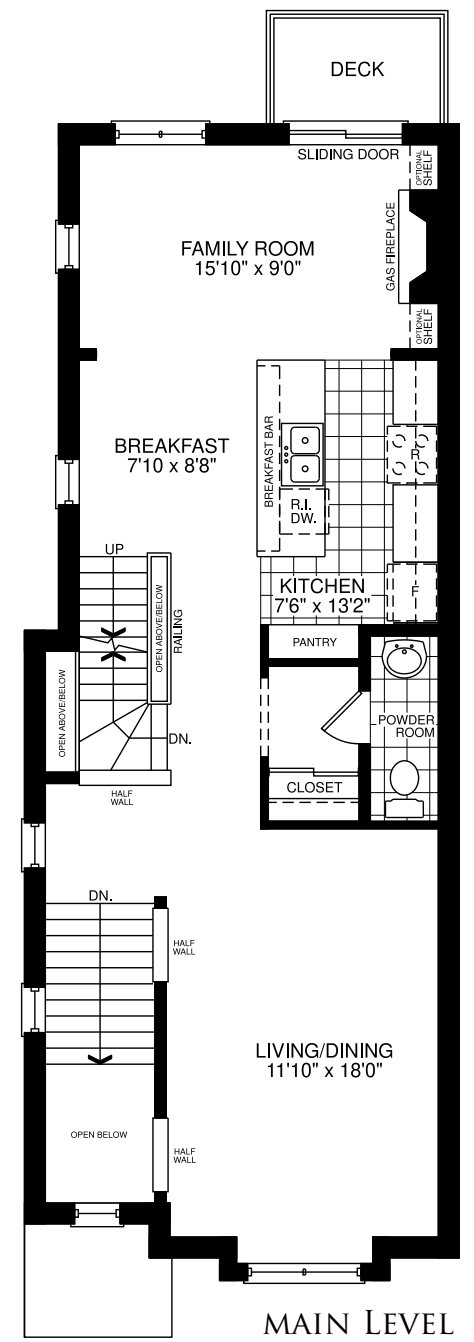 DECK
SLIDING DOOR
OPTIONAL
SHELF
GAS FIREPLACE
FAMILY ROOM
15'10" x 9'0"
OPTIONAL
SHELF
BREAKFAST
7'10 x 8'8"
BREAKFAST BAR
R
R.I.
DW.
UP
KITCHEN
7'6" x 13'2"
F
OPEN ABOVE/BELOW
RAILING
PANTRY
OPEN ABOVE/BELOW
DN.
POWDER
ROOM
HALF
WALL
CLOSET
DN.
HALF
WALL
LIVING/DINING
11'10" x 18'0"
OPEN BELOW
HALF
WALL
MAIN LEVEL